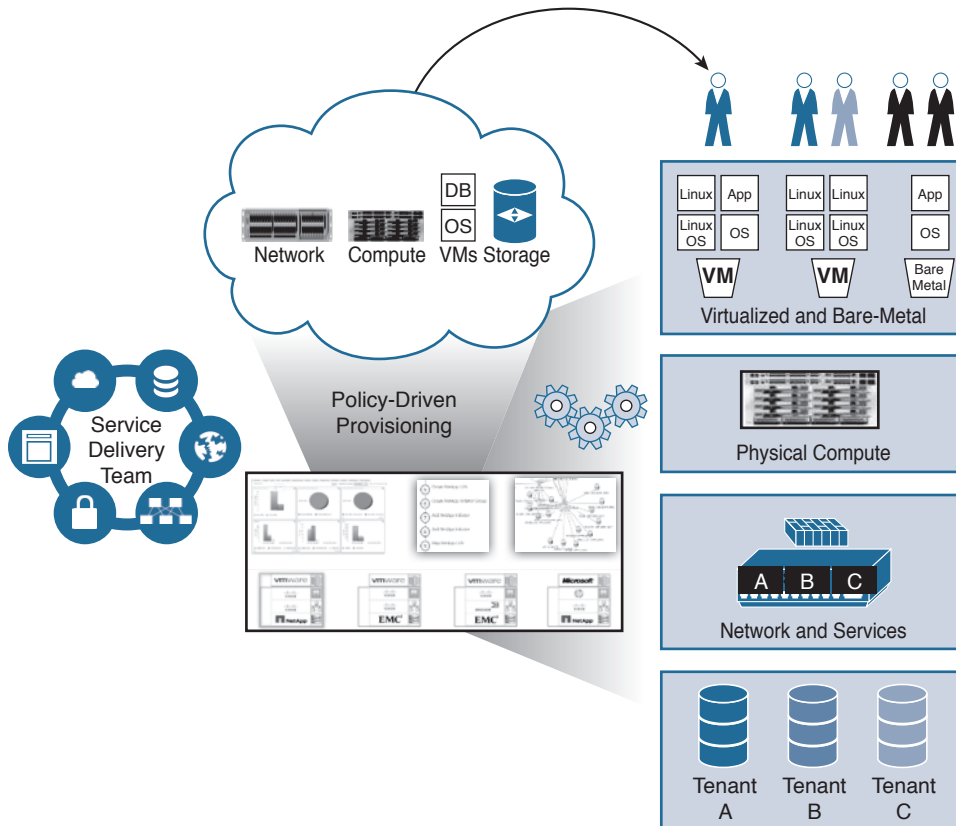 DB
OS
Network
Compute
VMs
Storage
Policy-Driven
Provisioning
Service
Delivery
Team
vmware
vmware
vmware
Microsoft
NetApp
EMC²
EMC²
NetApp
Linux
App
Linux
Linux
App
Linux
OS
OS
Linux
OS
Linux
OS
OS
VM
VM
Bare
Metal
Virtualized and Bare-Metal
Physical Compute
A
B
C
Network and Services
Tenant
A
Tenant
B
Tenant
C